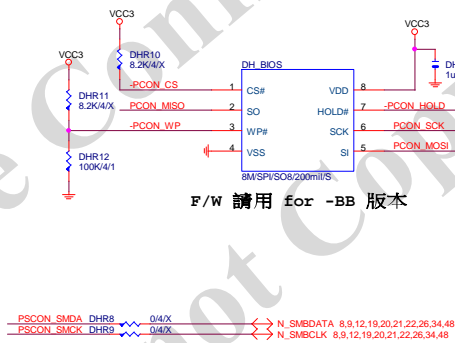 VCC3
VCC3
DHR10
8.2K/4/X
VCC3
DHR11
8.2K/4/X
DHR12
100K/4/1
-PCON_CS
PCON_MISO
-PCON_WP
DH_BIOS
1 CS# VDD 8
2 SO HOLD# 7
3 WP# SCK 6
4 VSS SI 5
8M/SPI/SO8/200mil/S
-PCON_HOLD
PCON_SCK
PCON_MOSI
1u
F/W 請用 for -BB 版本
PSCON_SMDA DHR8 0/4/X N_SMBDATA 8,9,12,19,20,21,22,26,34,48
PSCON_SMCK DHR9 0/4/X N_SMBCLK 8,9,12,19,20,21,22,26,34,48
not Cop